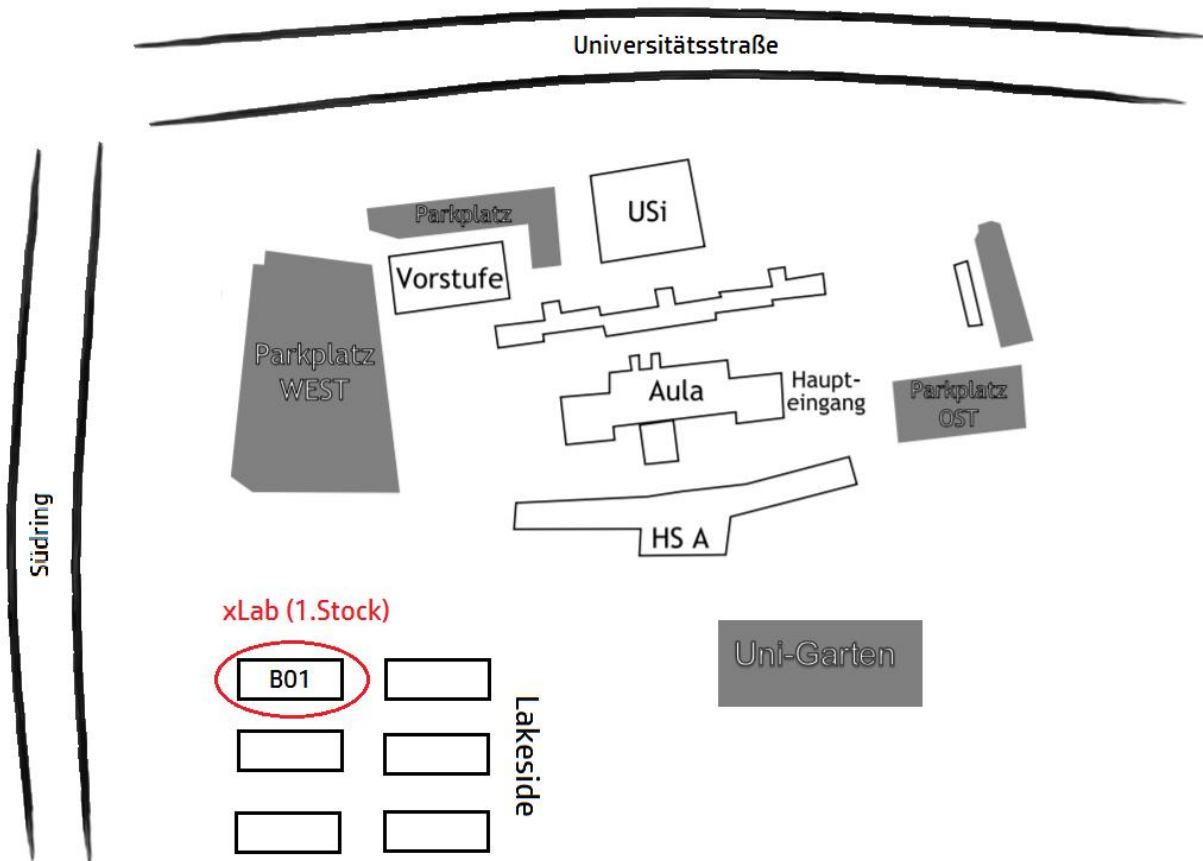 Universitätsstraße
Parkplatz
USi
Vorstufe
Parkplatz
WEST
Aula
Haupt-
eingang
Parkplatz
OST
Südring
HS A
xLab (1.Stock)
B01
Uni-Garten
Lakeside